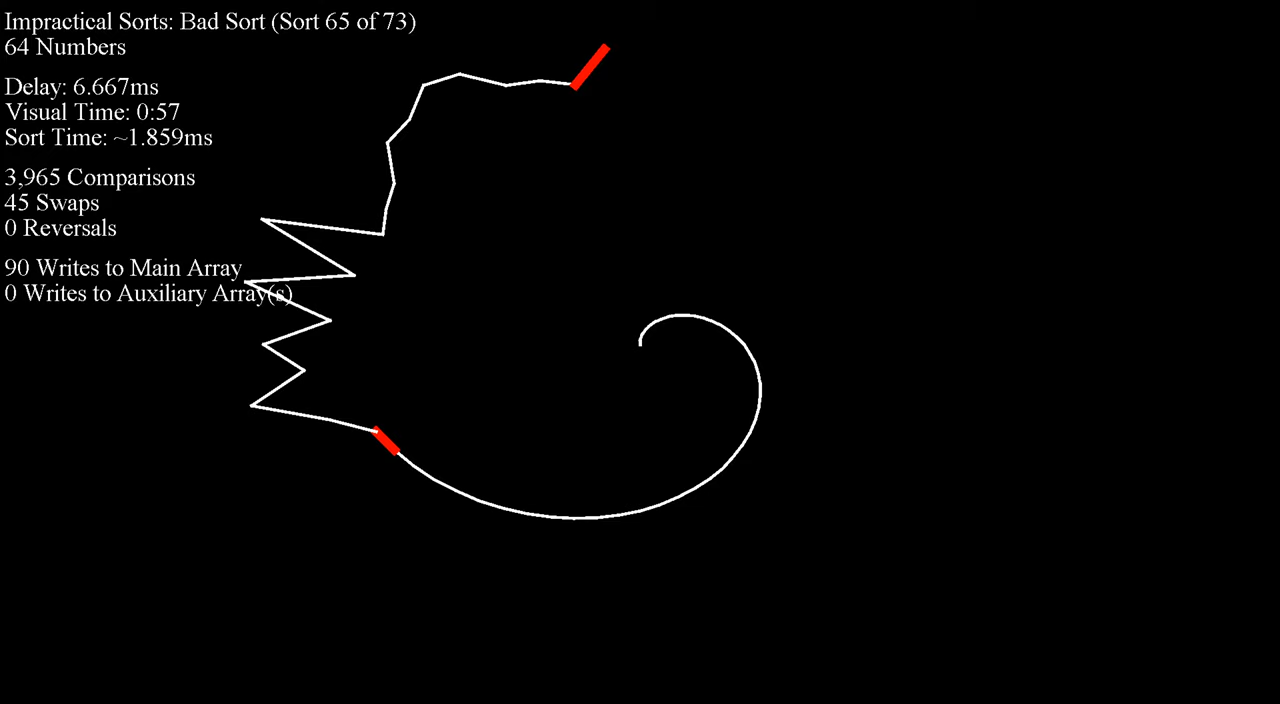 Impractical Sorts: Bad Sort (Sort 65 of 73)
64 Numbers
Delay: 6.667ms
Visual Time: 0:57
Sort Time: ~1.859ms
3,965 Comparisons
45 Swaps
0 Reversals
90 Writes to Main Array
0 Writes to Auxiliary Array(s)